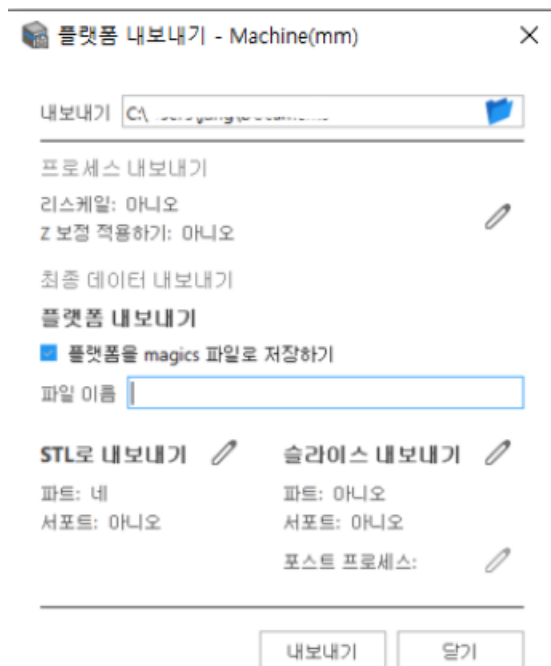 플랫폼 내보내기 - Machine(mm)
내보내기 C:\
프로세스 내보내기
리스케일: 아니오
Z 보정 적용하기: 아니오
최종 데이터 내보내기
플랫폼 내보내기
플랫폼을 magics 파일로 저장하기
파일 이름
STL로 내보내기 슬라이스 내보내기
파트: 네 파트: 아니오
서포트: 아니오 서포트: 아니오
포스트 프로세스:
내보내기 닫기